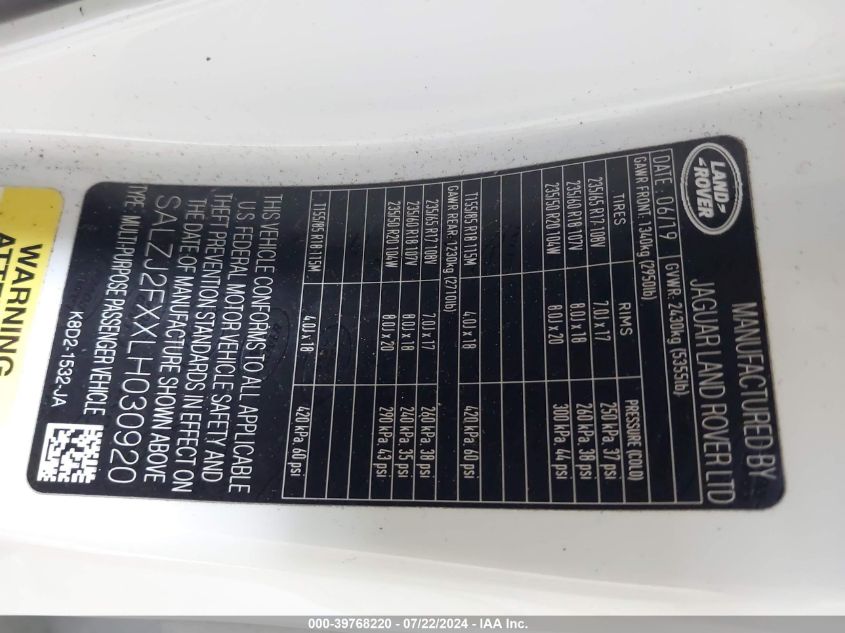 LAND
ROVER
MANUFACTURED BY
JAGUAR LAND ROVER LTD
DATE: 06/19 GVWR: 2430kg (5355lb)
GAWR FRONT: 1340kg (2950lb)
TIRES RIMS PRESSURE (COLD)
235/65 R17 108V 7.0J x 17 250 kPa, 37 psi
235/60 R18 107V 8.0J x 18 260 kPa, 38 psi
235/50 R20 104W 8.0J x 20 300 kPa, 44 psi
T155/85 R18 115M 4.0J x 18 420 kPa, 60 psi
GAWR REAR: 1230kg (2700lb)
235/65 R17 108V 7.0J x 17 260 kPa, 38 psi
235/60 R18 107V 8.0J x 18 240 kPa, 35 psi
235/50 R20 104W 8.0J x 20 290 kPa, 43 psi
T155/85 R18 115M 4.0J x 18 420 kPa, 60 psi
THIS VEHICLE CONFORMS TO ALL APPLICABLE
U.S. FEDERAL MOTOR VEHICLE SAFETY AND
THEFT PREVENTION STANDARDS IN EFFECT ON
THE DATE OF MANUFACTURE SHOWN ABOVE
SALZJ2FXXLH030920
TYPE: MULTI-PURPOSE PASSENGER VEHICLE
K8D2-1532-JA
WARNING
000-39768220 - 07/22/2024 - IAA Inc.